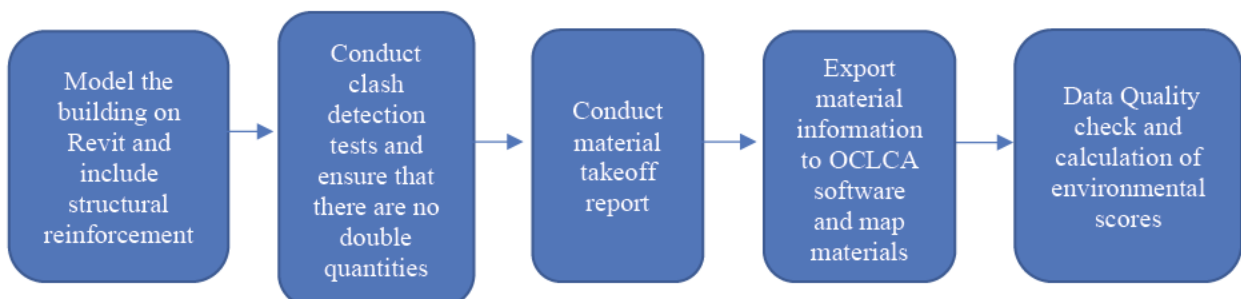 Model the
building on
Revit and
include
structural
reinforcement
Conduct
clash
detection
tests and
ensure that
there are no
double
quantities
Conduct
material
takeoff
report
Export
material
information
to OCLCA
software
and map
materials
Data Quality
check and
calculation of
environmental
scores